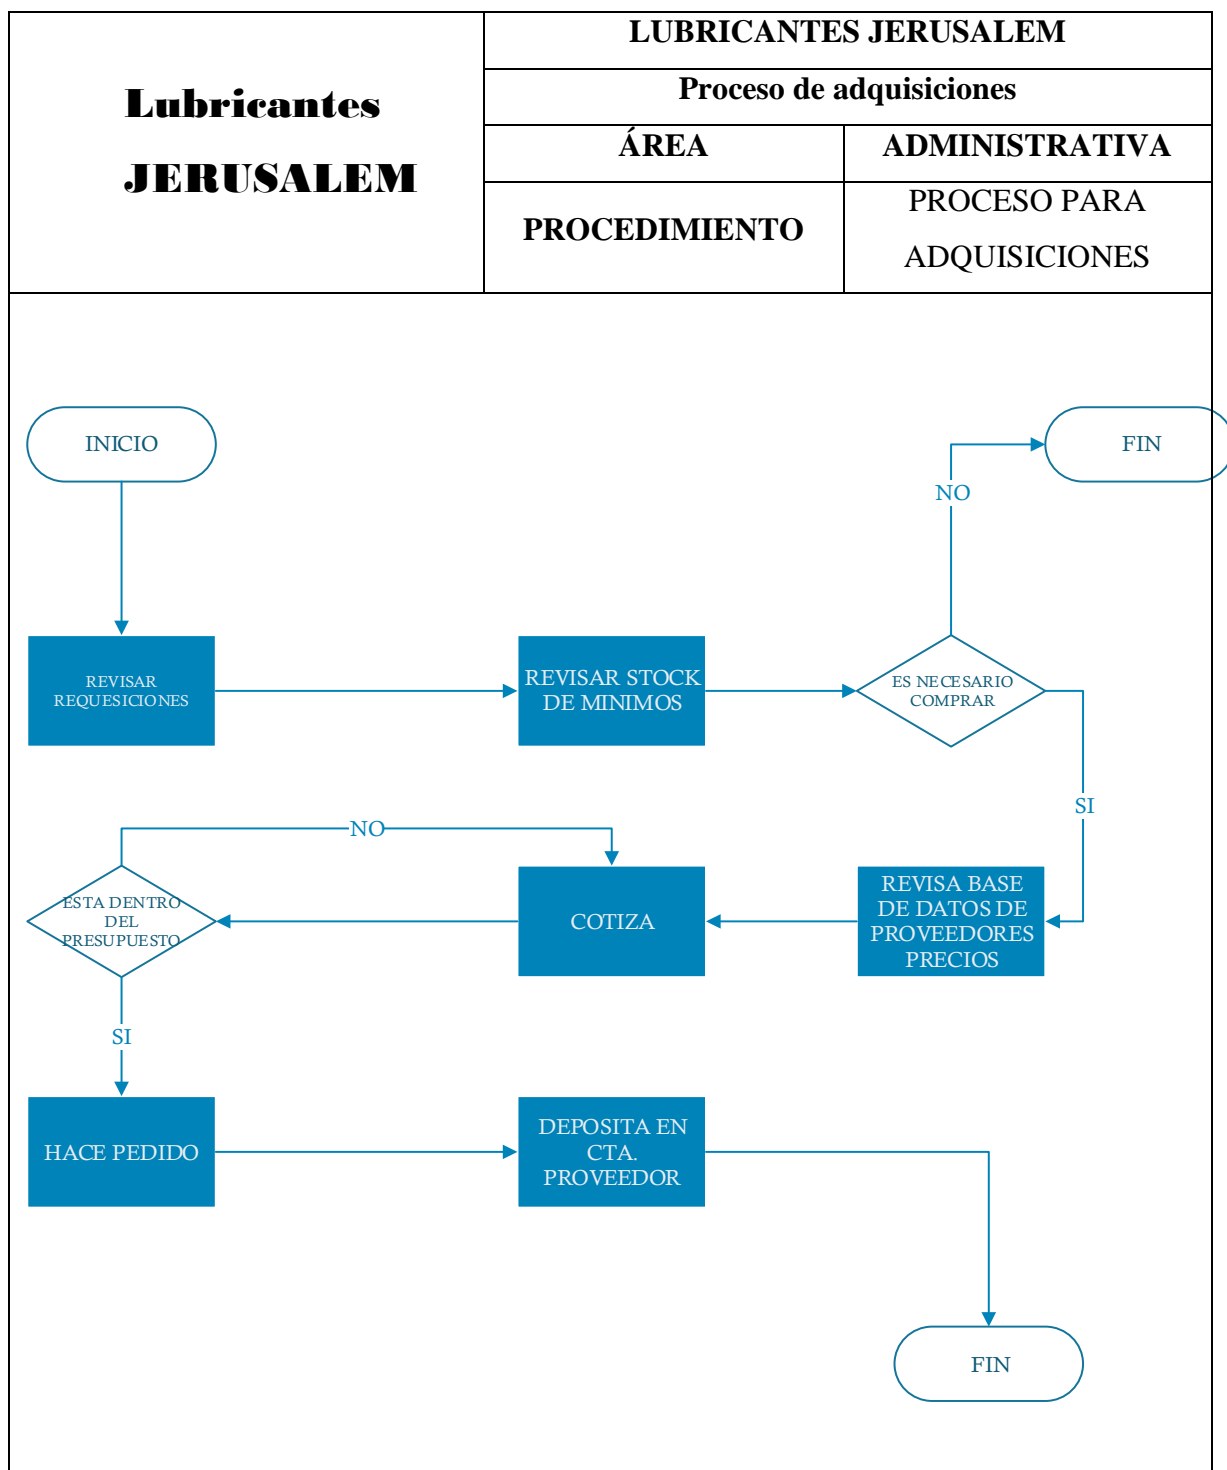 Lubricantes
JERUSALEM
LUBRICANTES JERUSALEM
Proceso de adquisiciones
ÁREA
ADMINISTRATIVA
PROCEDIMIENTO
PROCESO PARA
ADQUISICIONES
INICIO
FIN
NO
REVISAR
REQUESICIONES
REVISAR STOCK
DE MINIMOS
ES NECESARIO
COMPRAR
SI
NO
REVISA BASE
DE DATOS DE
PROVEEDORES
PRECIOS
COTIZA
ESTA DENTRO
DEL
PRESUPUESTO
SI
HACE PEDIDO
DEPOSITA EN
CTA.
PROVEEDOR
FIN